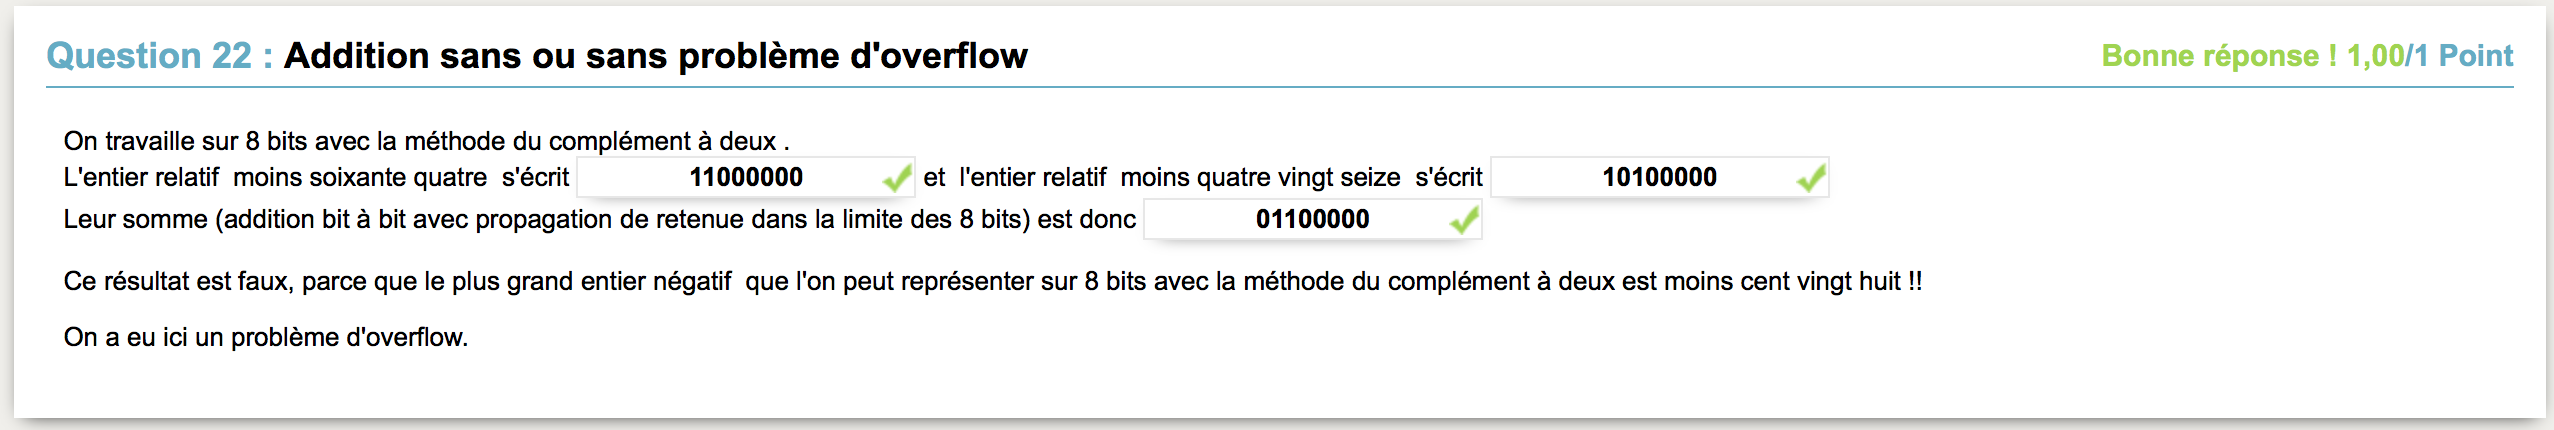 Question 22 : Addition sans ou sans problème d'overflow
Bonne réponse ! 1,00/1 Point
On travaille sur 8 bits avec la méthode du complément à deux .
L'entier relatif moins soixante quatre s'écrit 11000000 et l'entier relatif moins quatre vingt seize s'écrit 10100000
Leur somme (addition bit à bit avec propagation de retenue dans la limite des 8 bits) est donc 01100000
Ce résultat est faux, parce que le plus grand entier négatif que l'on peut représenter sur 8 bits avec la méthode du complément à deux est moins cent vingt huit !!
On a eu ici un problème d'overflow.